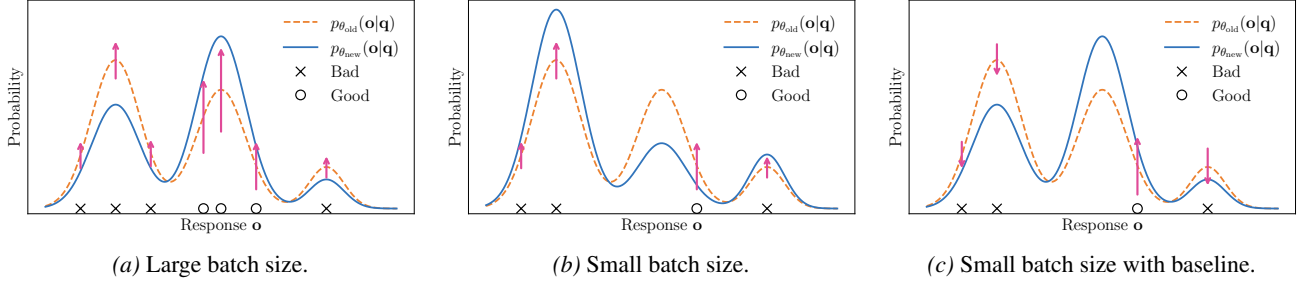 Probability
p_{θ_old}(o|q)
p_{θ_new}(o|q)
Bad
Good
Response o
(a) Large batch size.
Probability
p_{θ_old}(o|q)
p_{θ_new}(o|q)
Bad
Good
Response o
(b) Small batch size.
Probability
p_{θ_old}(o|q)
p_{θ_new}(o|q)
Bad
Good
Response o
(c) Small batch size with baseline.